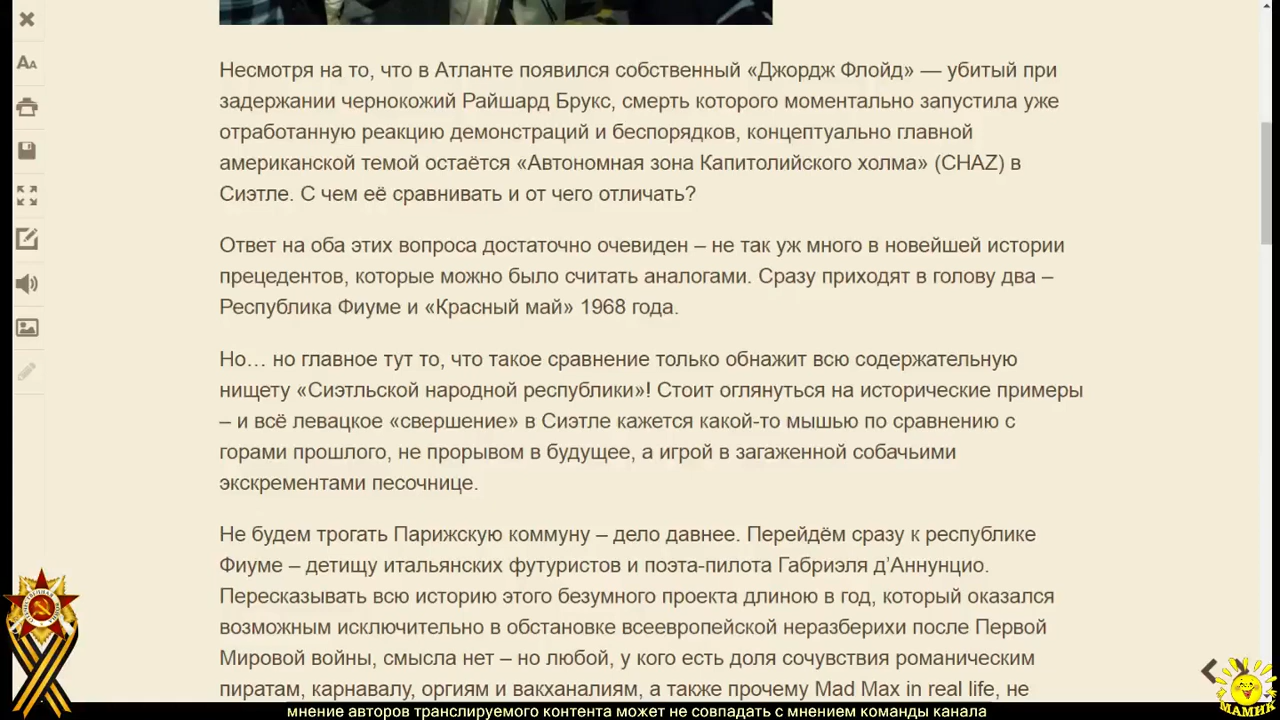 Несмотря на то, что в Атланте появился собственный «Джордж Флойд» — убитый при
задержании чернокожий Райшард Брукс, смерть которого моментально запустила уже
отработанную реакцию демонстраций и беспорядков, концептуально главной
американской темой остаётся «Автономная зона Капитолийского холма» (CHAZ) в
Сиэтле. С чем её сравнивать и от чего отличать?
Ответ на оба этих вопроса достаточно очевиден – не так уж много в новейшей истории
прецедентов, которые можно было считать аналогами. Сразу приходят в голову два –
Республика Фиуме и «Красный май» 1968 года.
Но… но главное тут то, что такое сравнение только обнажит всю содержательную
нищету «Сиэтльской народной республики»! Стоит оглянуться на исторические примеры
– и всё левацкое «свершение» в Сиэтле кажется какой-то мышью по сравнению с
горами прошлого, не прорывом в будущее, а игрой в загаженной собачьими
экскрементами песочнице.
Не будем трогать Парижскую коммуну – дело давнее. Перейдём сразу к республике
Фиуме – детищу итальянских футуристов и поэта-пилота Габриэля д’Аннунцио.
Пересказывать всю историю этого безумного проекта длиною в год, который оказался
возможным исключительно в обстановке всеевропейской неразберихи после Первой
Мировой войны, смысла нет – но любой, у кого есть доля сочувствия романическим
пиратам, карнавалу, оргиям и вакханалиям, а также прочему Mad Max in real life, не
МАМИК
мнение авторов транслируемого контента может не совпадать с мнением команды канала